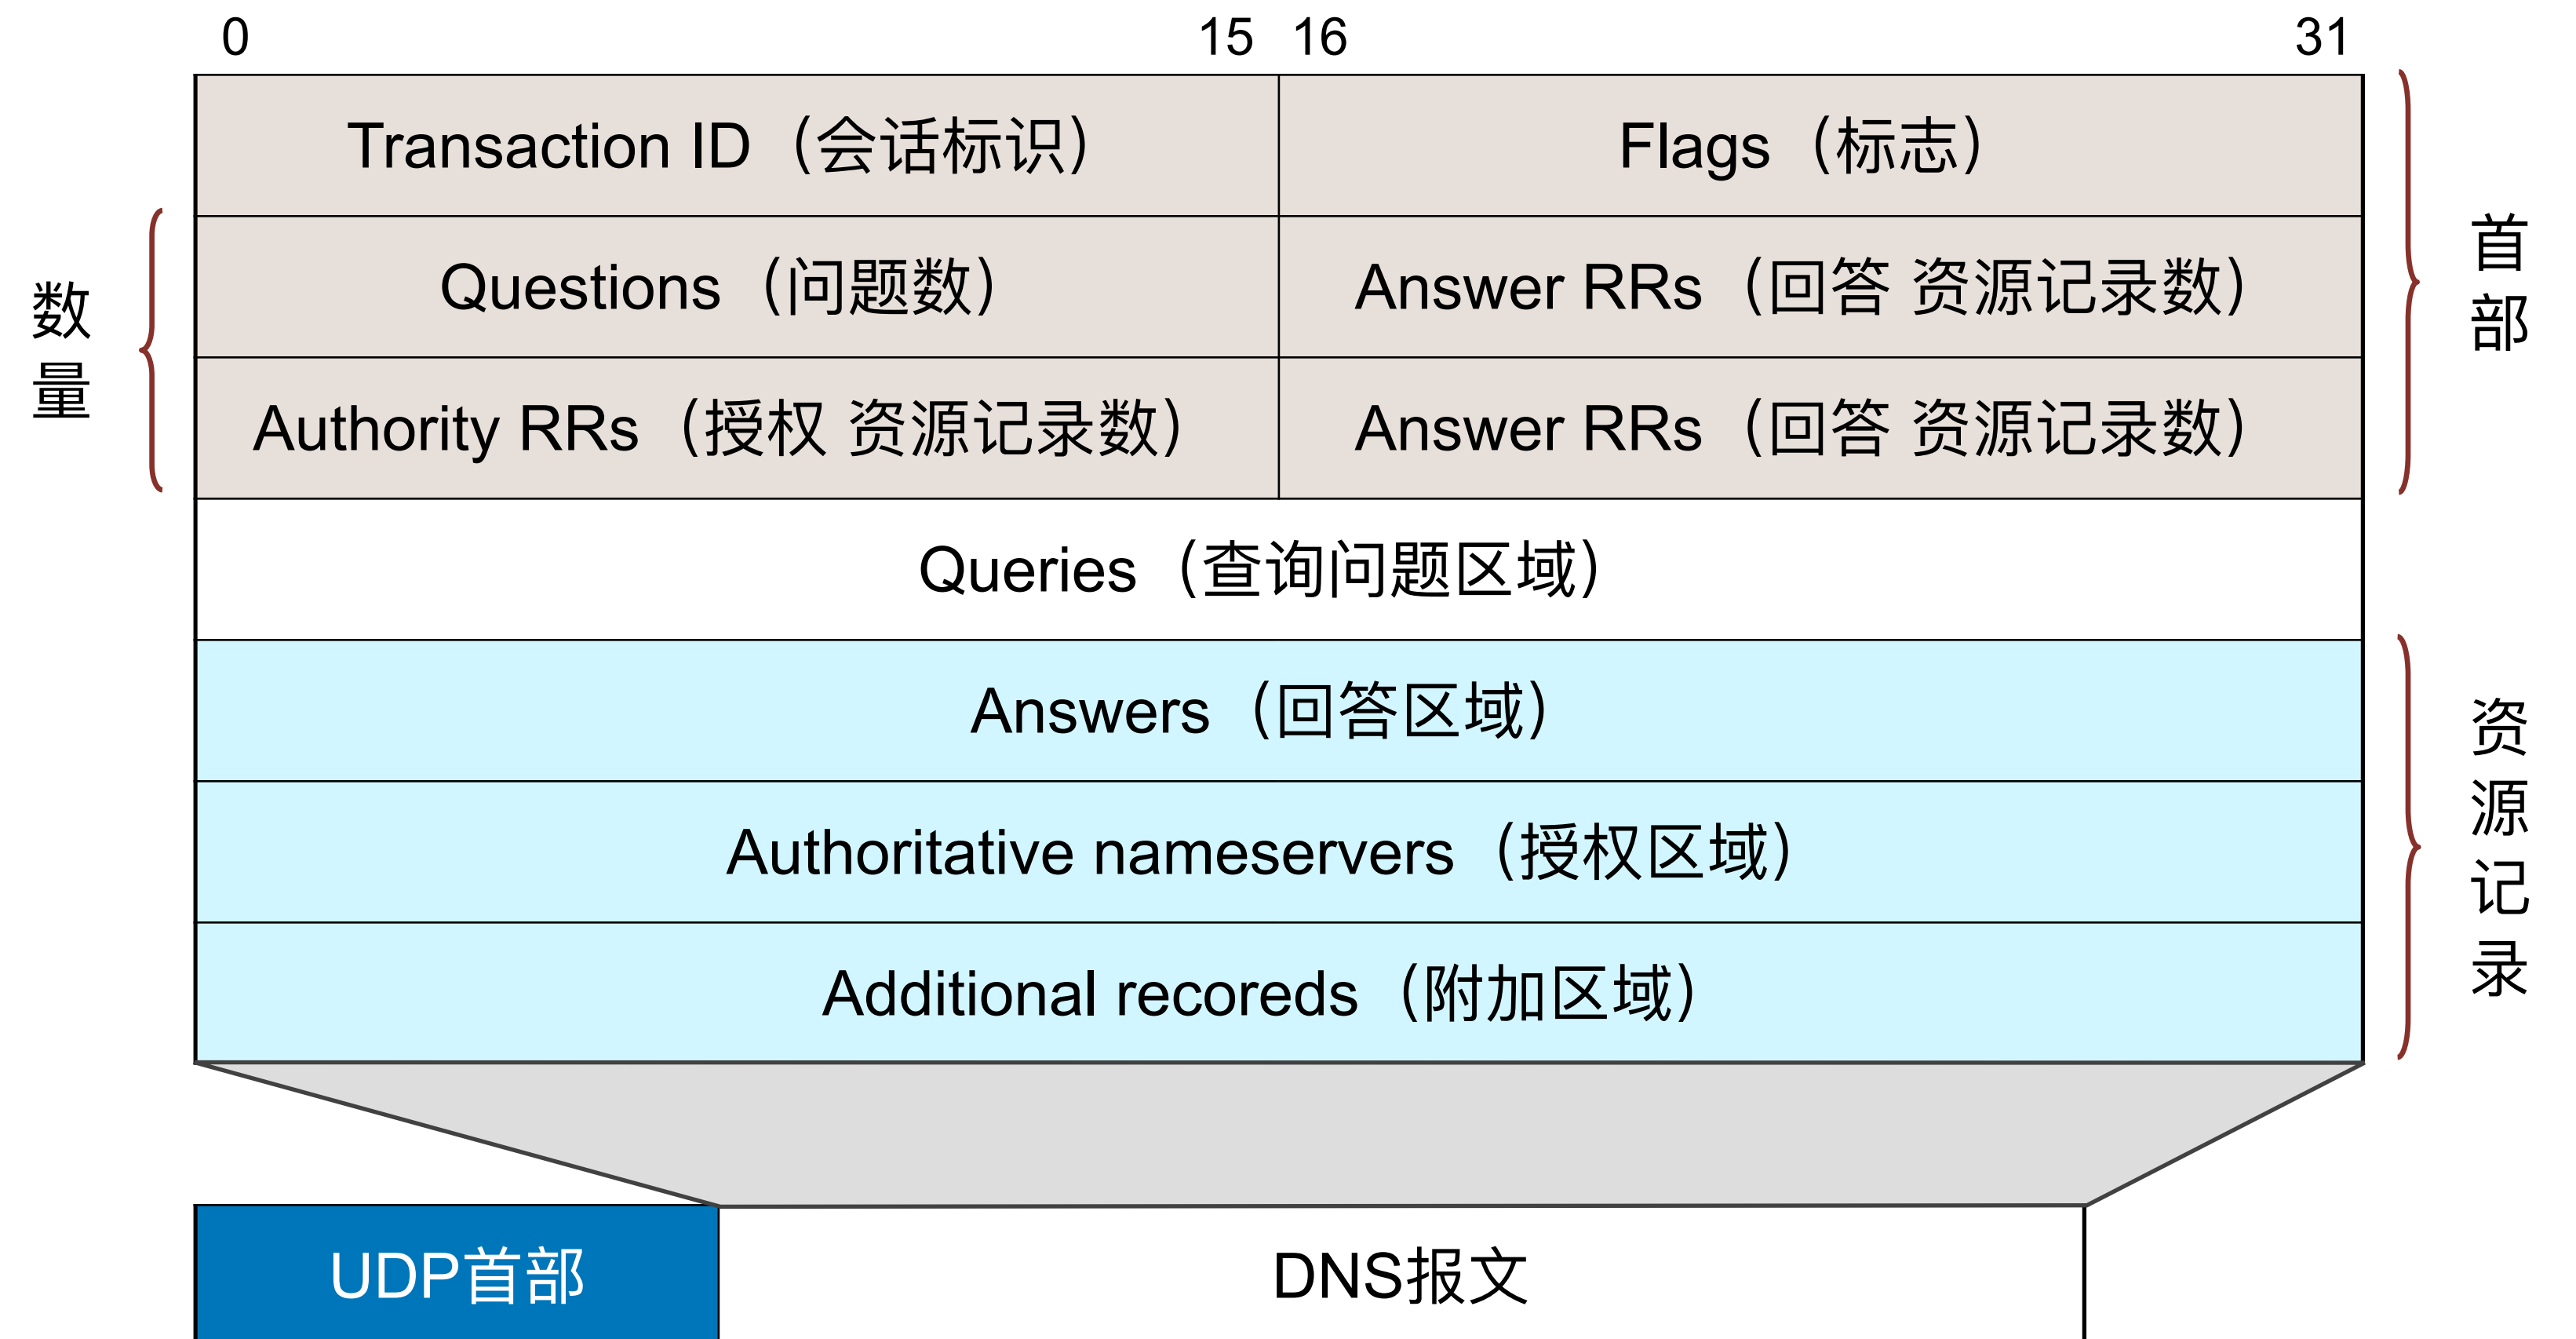 0 15 16 31
Transaction ID（会话标识） Flags（标志）
Questions（问题数） Answer RRs（回答 资源记录数）
Authority RRs（授权 资源记录数） Answer RRs（回答 资源记录数）
数量
首部
Queries（查询问题区域）
Answers（回答区域）
Authoritative nameservers（授权区域）
Additional recoreds（附加区域）
资源记录
UDP首部 DNS报文